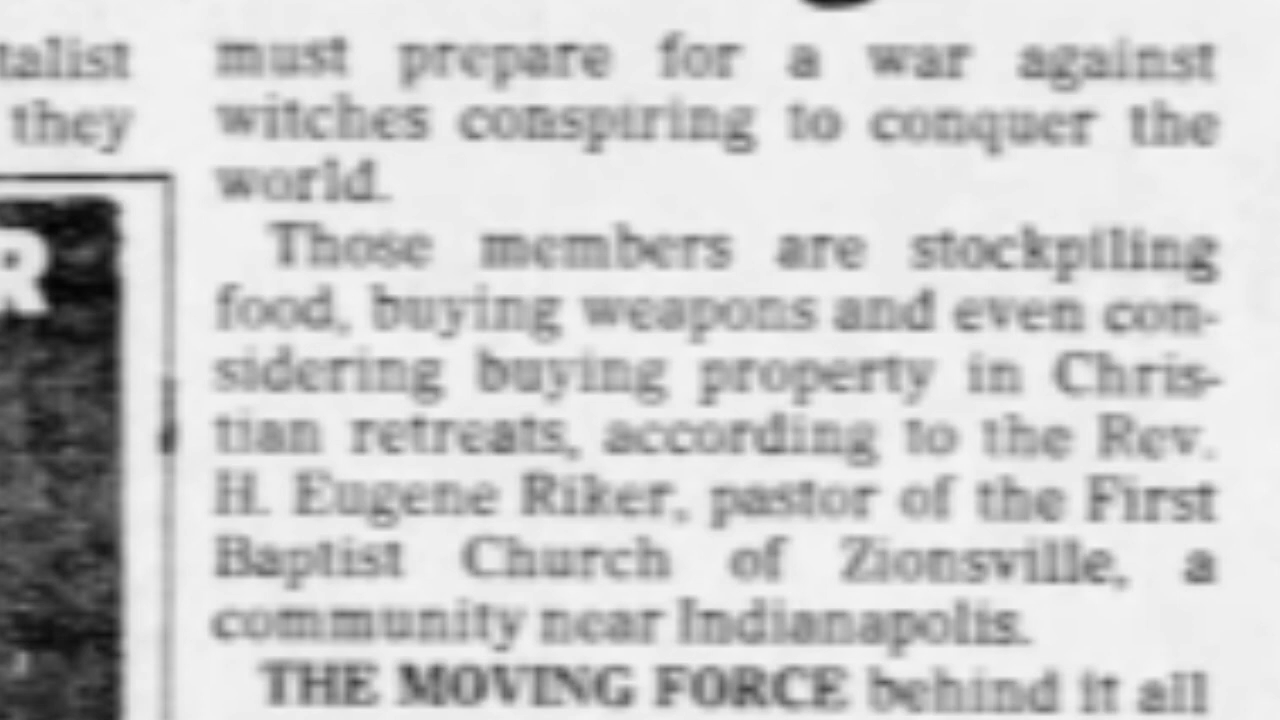 talist
they
R
must prepare for a war against
witches conspiring to conquer the
world.
Those members are stockpiling
food, buying weapons and even con-
sidering buying property in Chris-
tian retreats, according to the Rev.
H. Eugene Riker, pastor of the First
Baptist Church of Zionsville, a
community near Indianapolis.
THE MOVING FORCE behind it all